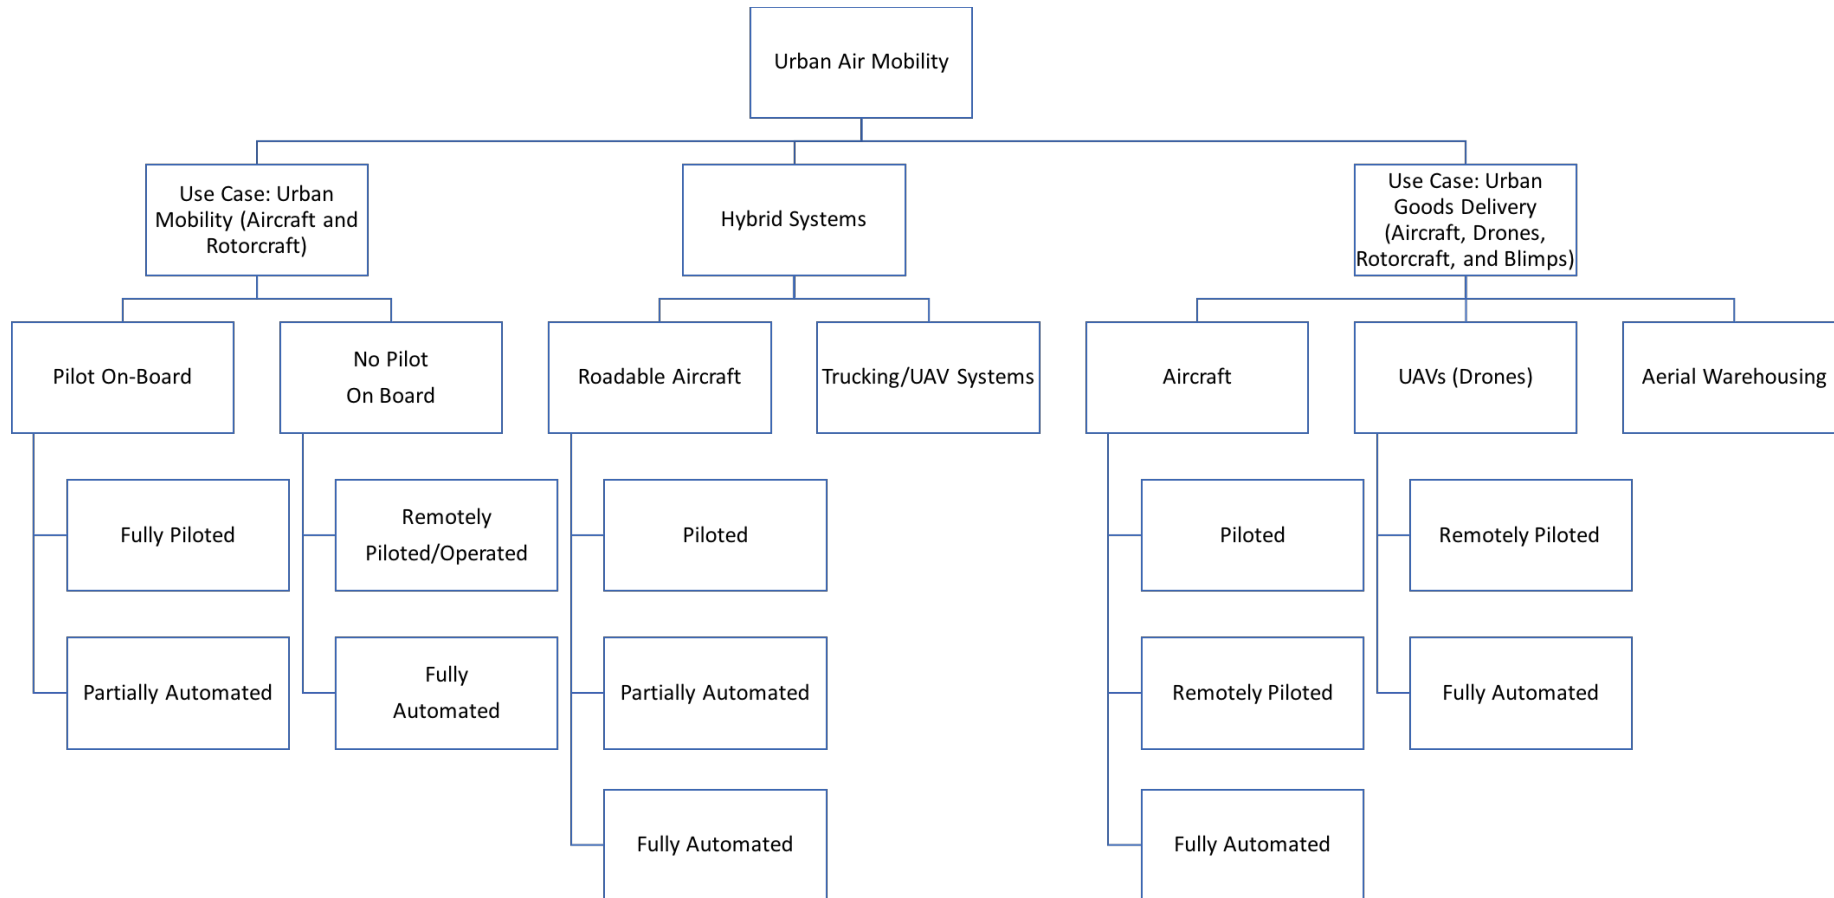 Urban Air Mobility
Use Case: Urban
Mobility (Aircraft and
Rotorcraft)
Hybrid Systems
Use Case: Urban
Goods Delivery
(Aircraft, Drones,
Rotorcraft, and Blimps)
Pilot On-Board
No Pilot
On Board
Roadable Aircraft
Trucking/UAV Systems
Aircraft
UAVs (Drones)
Aerial Warehousing
Fully Piloted
Remotely
Piloted/Operated
Piloted
Piloted
Remotely Piloted
Partially Automated
Fully
Automated
Partially Automated
Remotely Piloted
Fully Automated
Fully Automated
Fully Automated